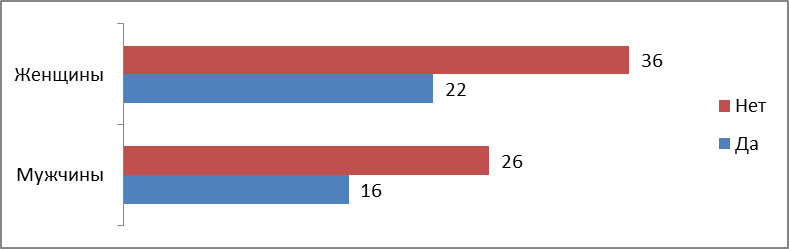 Женщины
36
22
Мужчины
26
16
Нет
Да